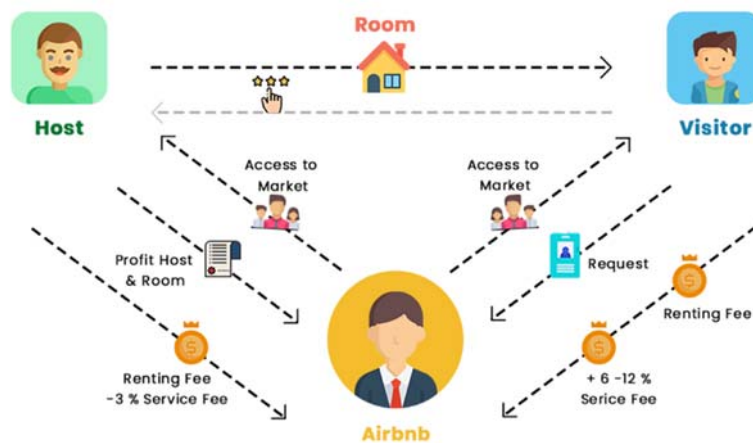 Room
Host
Visitor
Access to
Market
Access to
Market
Profit Host
& Room
Request
Renting Fee
Renting Fee
-3 % Service Fee
+ 6 -12 %
Serice Fee
Airbnb